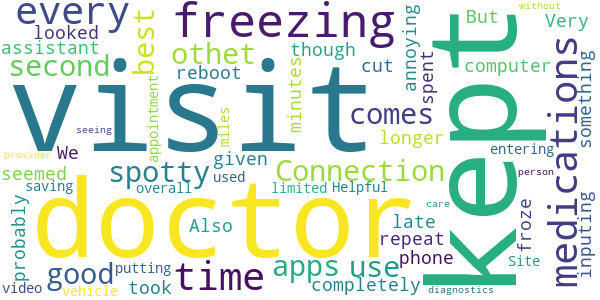 every freezing But without
looked Very
assistant best othet though cut annoying
second reboot computer
visit kept medications something
minutes spent
appointment miles comes
seeing longer
We given Connection entering
provider spotty person
seemed used limited Helpful
saving overall care
probably doctor Also late froze inputing
repeat
good time apps use phone Site
putting completely
video vehicle took diagnostics